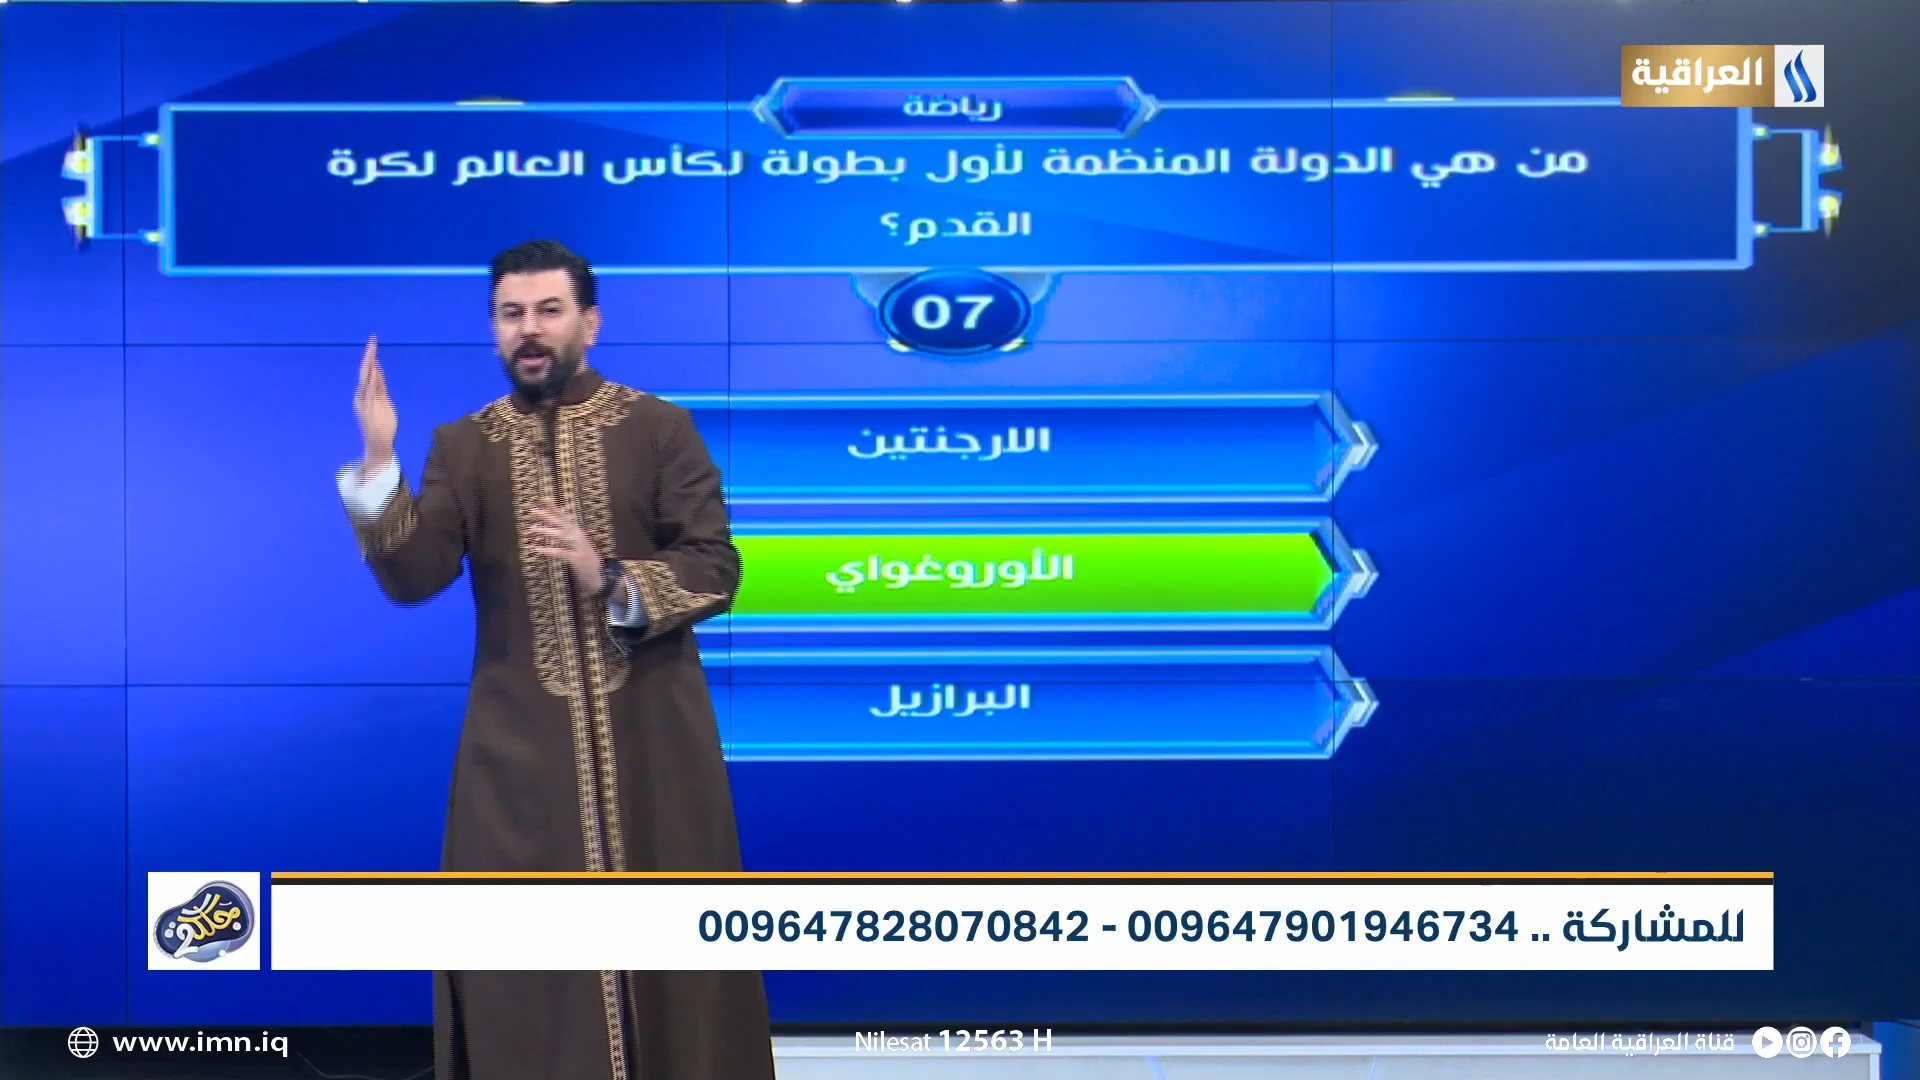 العراقية
رياضة
من هي الدولة المنظمة لأول بطولة لكأس العالم لكرة
القدم؟
07
الارجنتين
الأوروغواي
البرازيل
للمشاركة .. 009647901946734 - 009647828070842
www.imn.iq
Nilesat 12563 H
قناة العراقية العامة